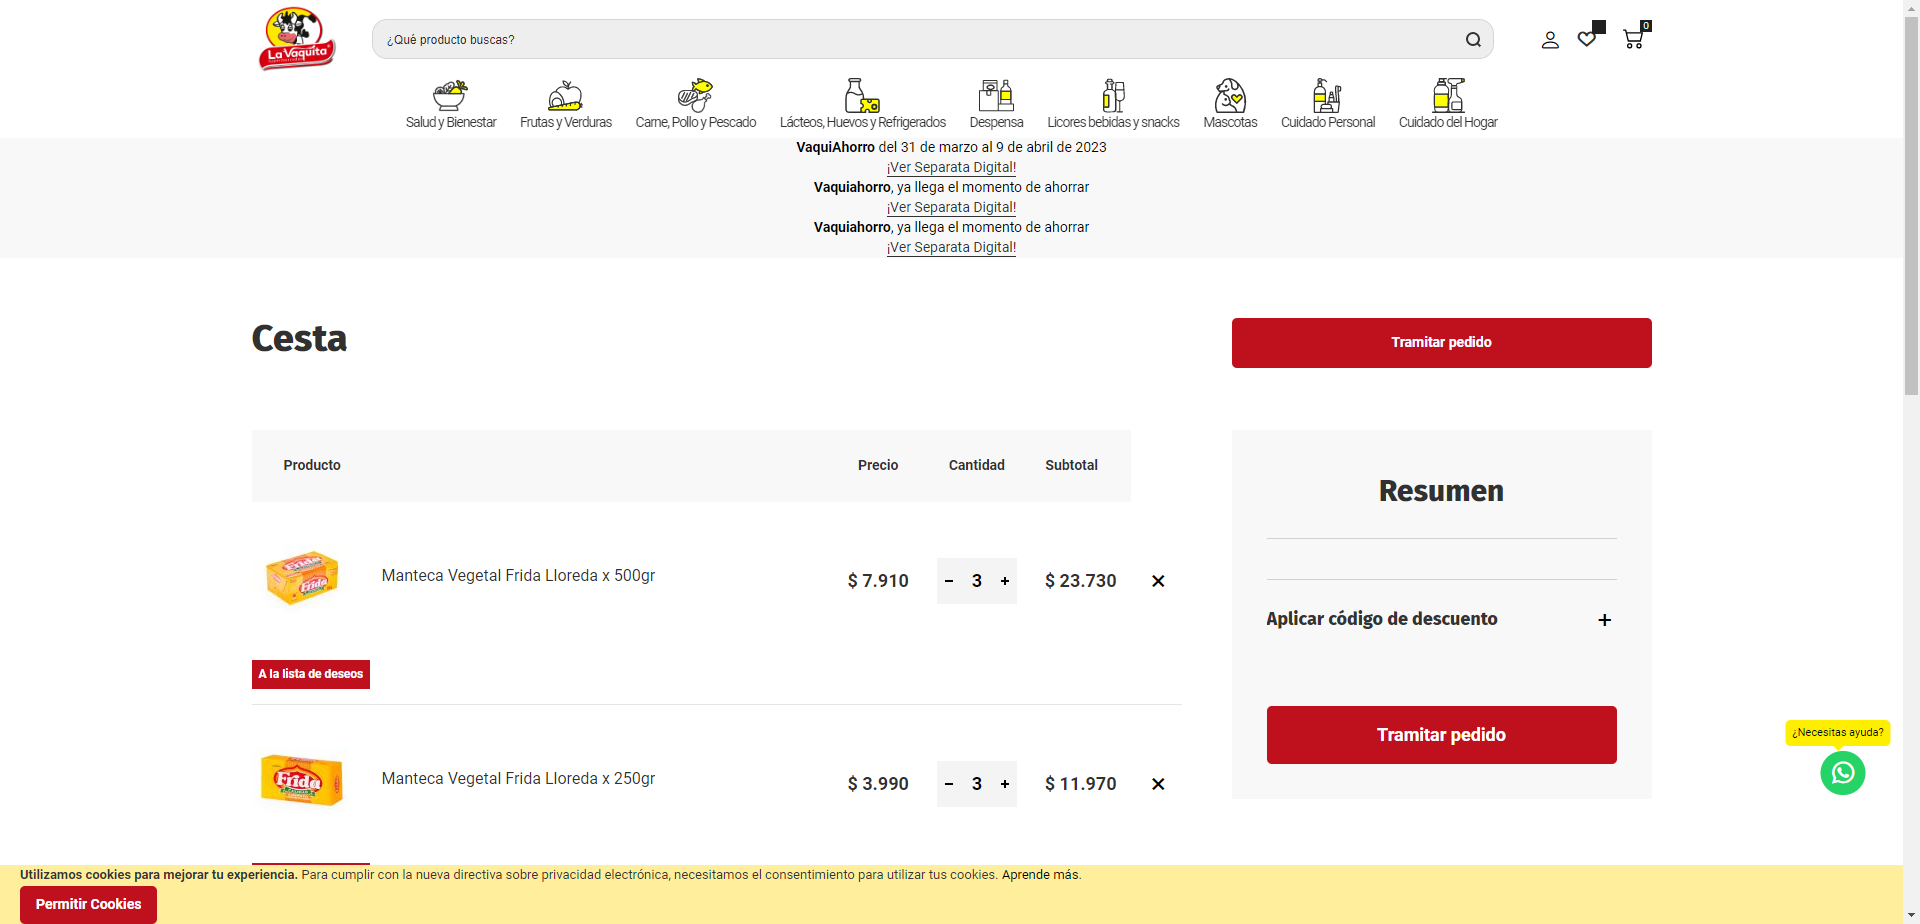 La Vaquita
¿Qué producto buscas?
0
Salud y Bienestar
Frutas y Verduras
Carne, Pollo y Pescado
Lácteos, Huevos y Refrigerados
Despensa
Licores bebidas y snacks
Mascotas
Cuidado Personal
Cuidado del Hogar
VaquiAhorro del 31 de marzo al 9 de abril de 2023
¡Ver Separata Digital!
Vaquiahorro, ya llega el momento de ahorrar
¡Ver Separata Digital!
Vaquiahorro, ya llega el momento de ahorrar
¡Ver Separata Digital!
Cesta
Tramitar pedido
Producto Precio Cantidad Subtotal
Frida
Manteca Vegetal Frida Lloreda x 500gr
$ 7.910 - 3 + $ 23.730 ×
A la lista de deseos
Frida
Manteca Vegetal Frida Lloreda x 250gr
$ 3.990 - 3 + $ 11.970 ×
Resumen
Aplicar código de descuento +
Tramitar pedido
¿Necesitas ayuda?
Utilizamos cookies para mejorar tu experiencia. Para cumplir con la nueva directiva sobre privacidad electrónica, necesitamos el consentimiento para utilizar tus cookies. Aprende más.
Permitir Cookies